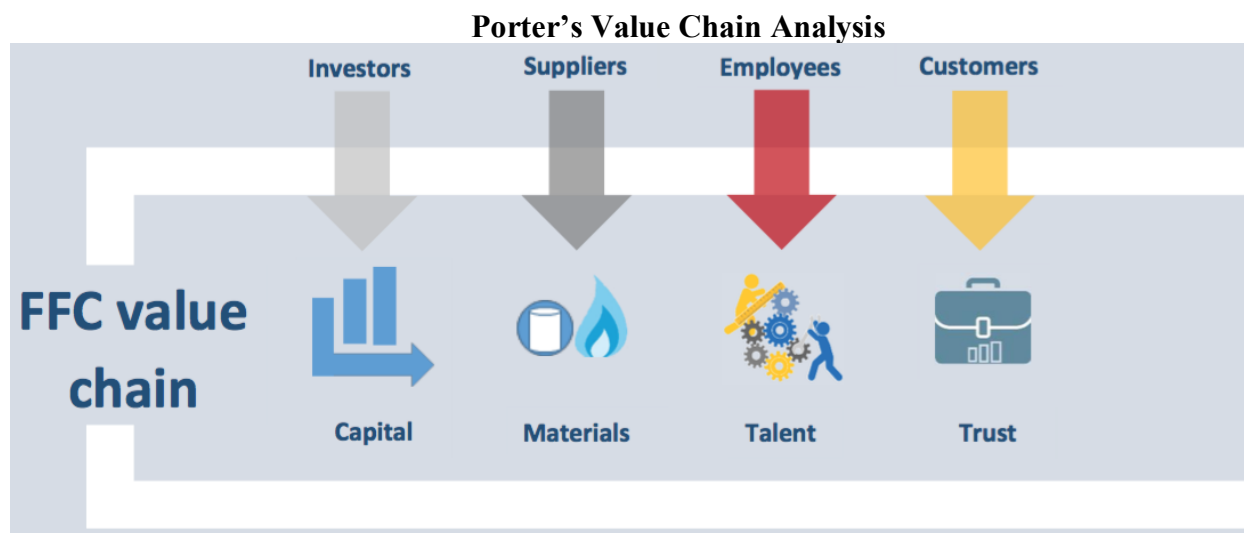 Porter’s Value Chain Analysis
Investors
Suppliers
Employees
Customers
FFC value
chain
Capital
Materials
Talent
Trust